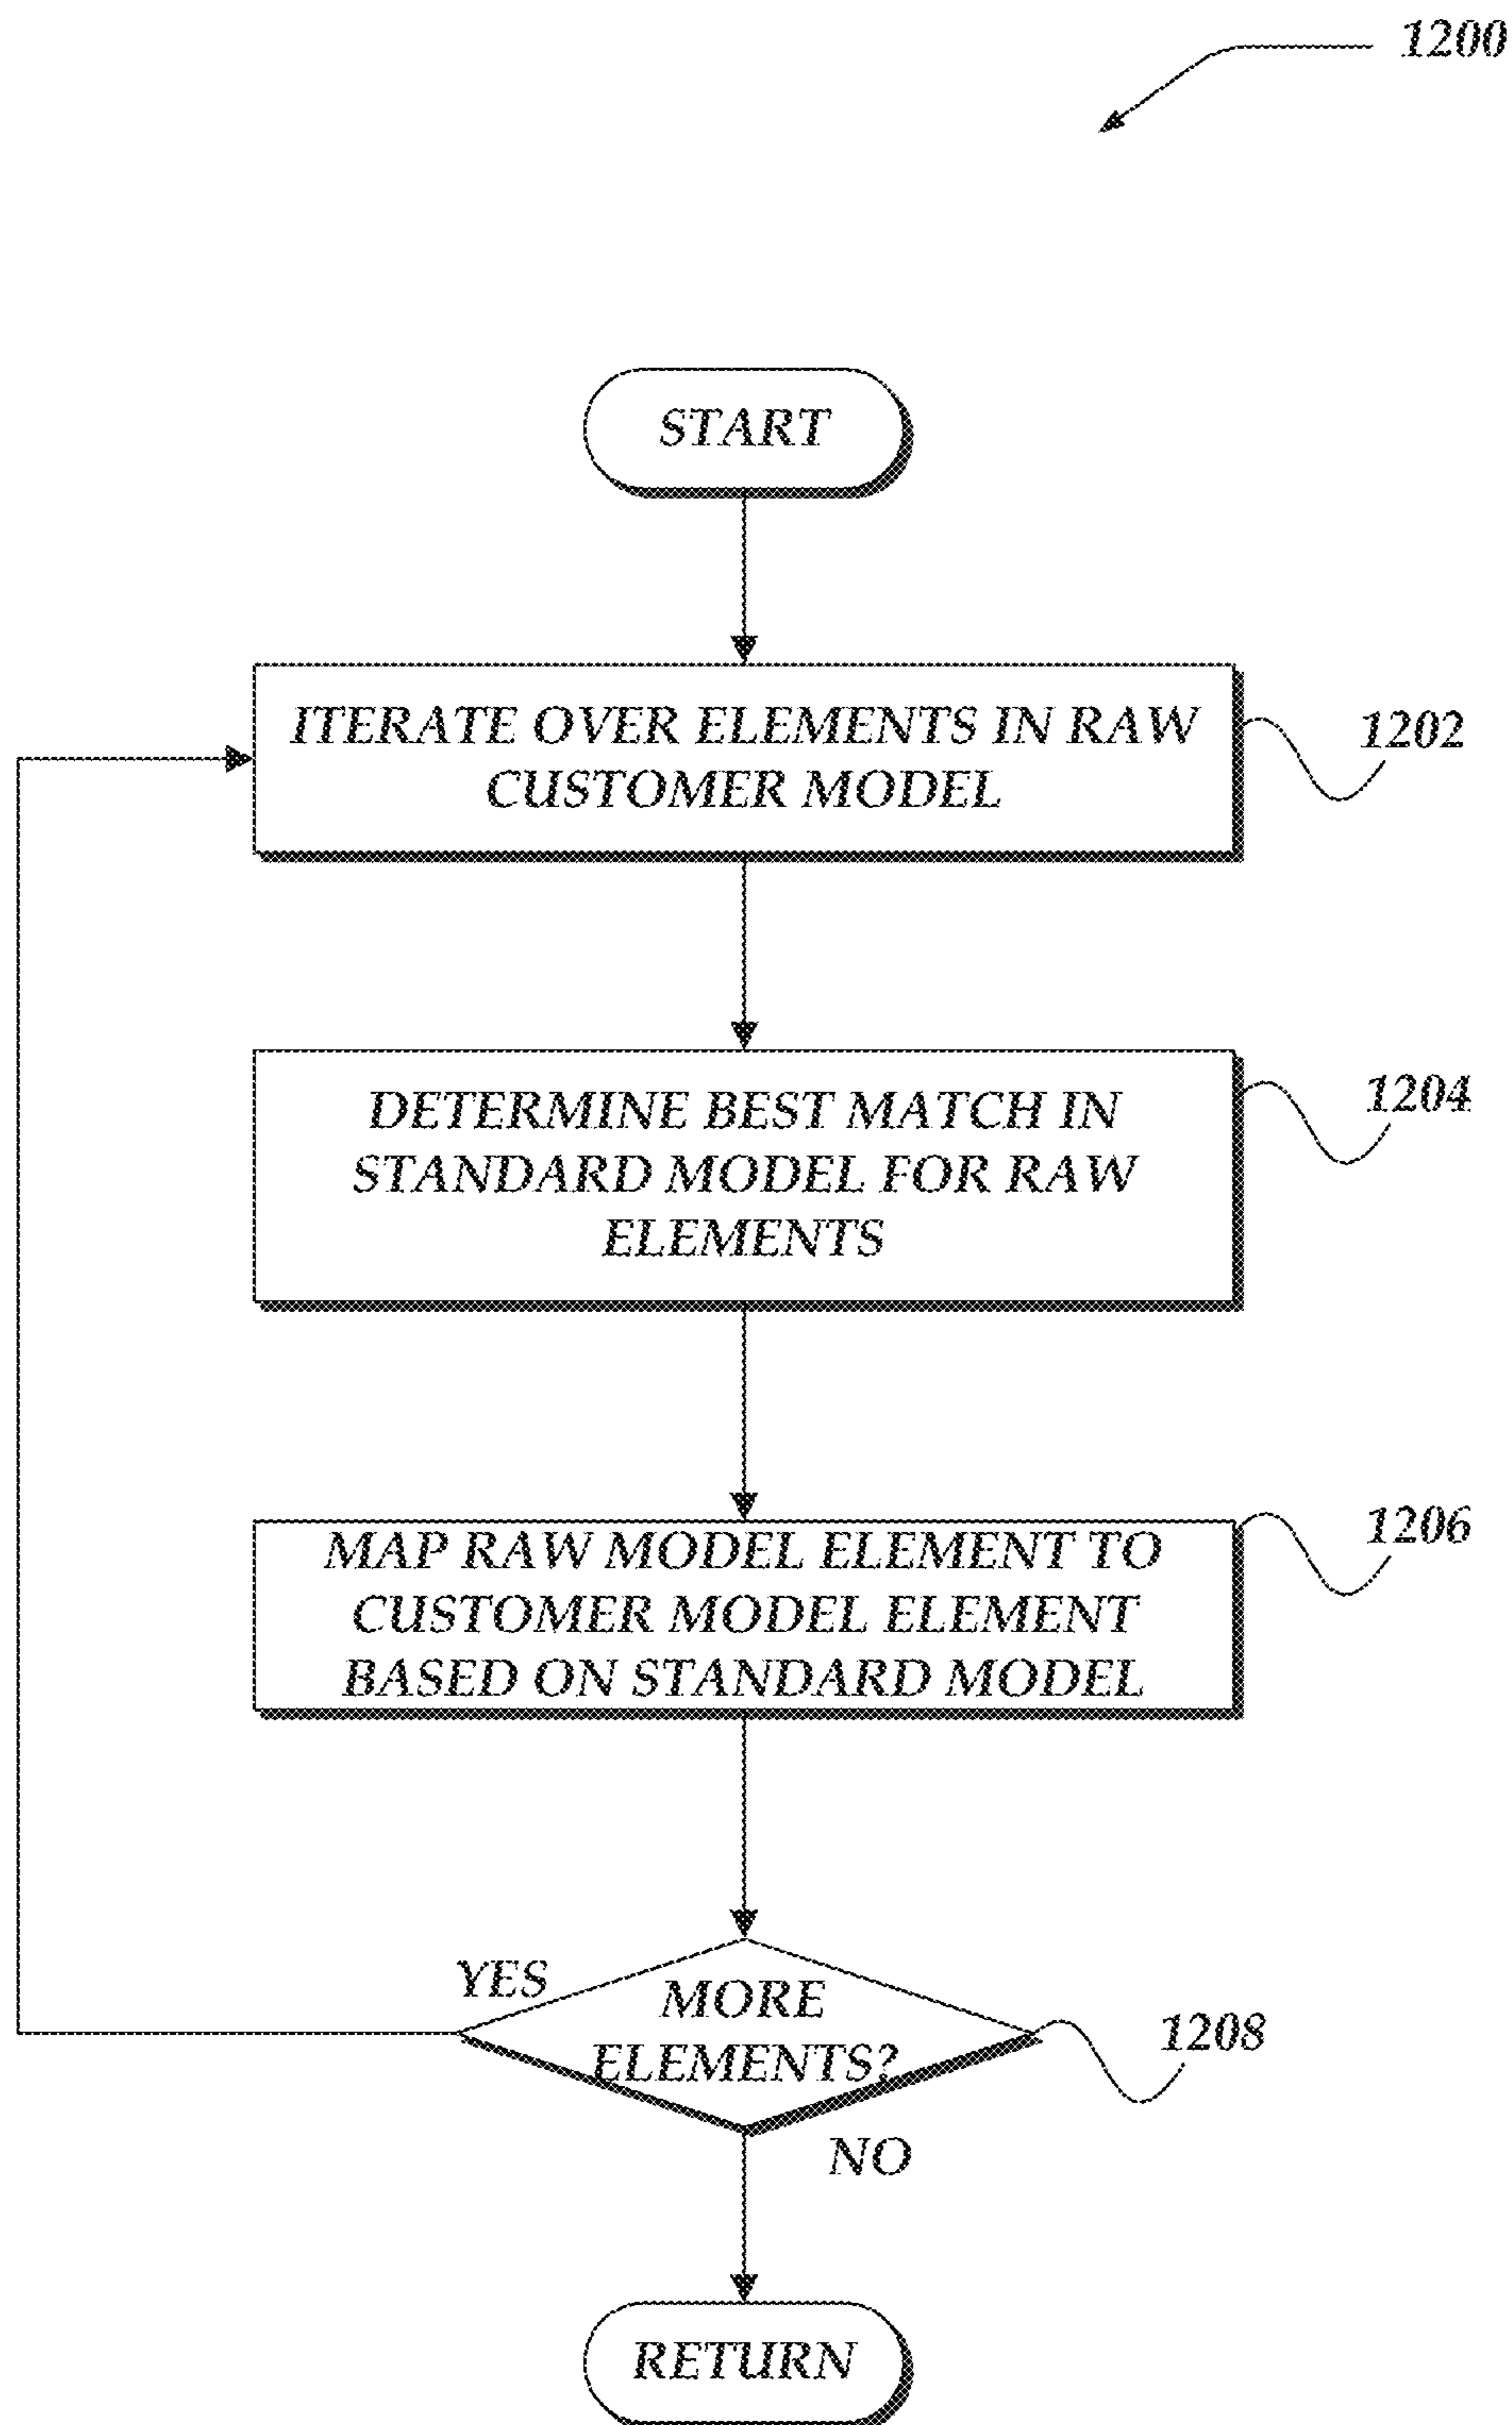 1200
START
ITERATE OVER ELEMENTS IN RAW
CUSTOMER MODEL
1202
DETERMINE BEST MATCH IN
STANDARD MODEL FOR RAW
ELEMENTS
1204
MAP RAW MODEL ELEMENT TO
CUSTOMER MODEL ELEMENT
BASED ON STANDARD MODEL
1206
YES
MORE
ELEMENTS?
1208
NO
RETURN